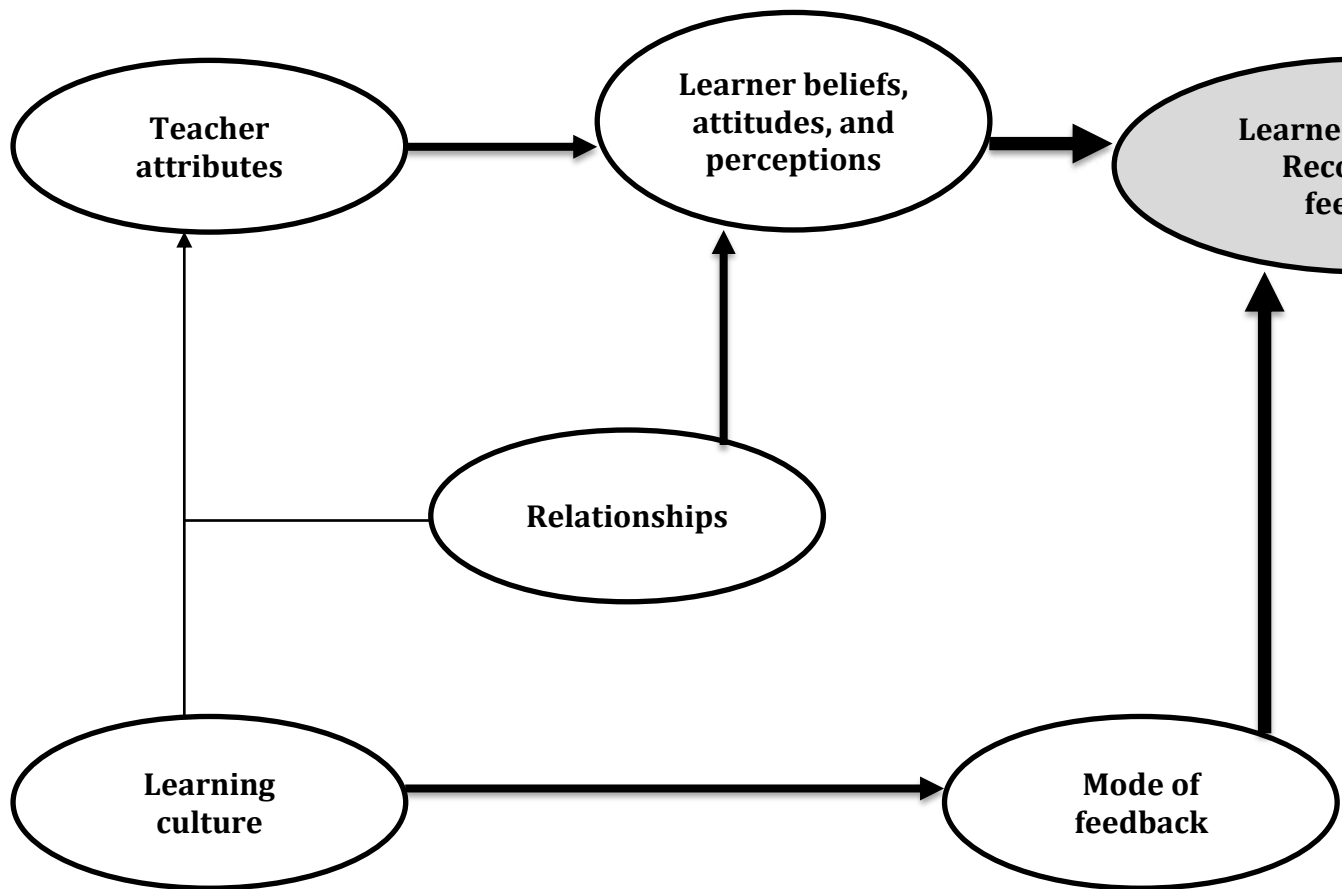 Teacher
attributes
Learner beliefs,
attitudes, and
perceptions
Relationships
Learning
culture
Mode of
feedback